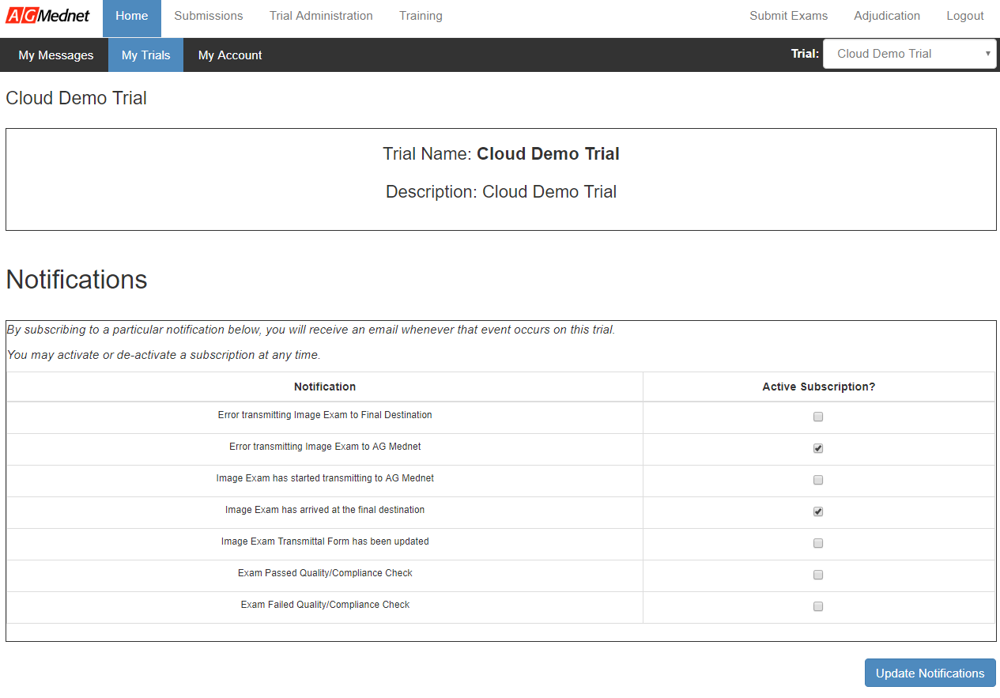 AG Mednet Home Submissions Trial Administration Training Submit Exams Adjudication Logout
My Messages My Trials My Account Trial: Cloud Demo Trial
Cloud Demo Trial
Trial Name: Cloud Demo Trial
Description: Cloud Demo Trial
Notifications
By subscribing to a particular notification below, you will receive an email whenever that event occurs on this trial.
You may activate or de-activate a subscription at any time.
Notification Active Subscription?
Error transmitting Image Exam to Final Destination
Error transmitting Image Exam to AG Mednet
Image Exam has started transmitting to AG Mednet
Image Exam has arrived at the final destination
Image Exam Transmittal Form has been updated
Exam Passed Quality/Compliance Check
Exam Failed Quality/Compliance Check
Update Notifications